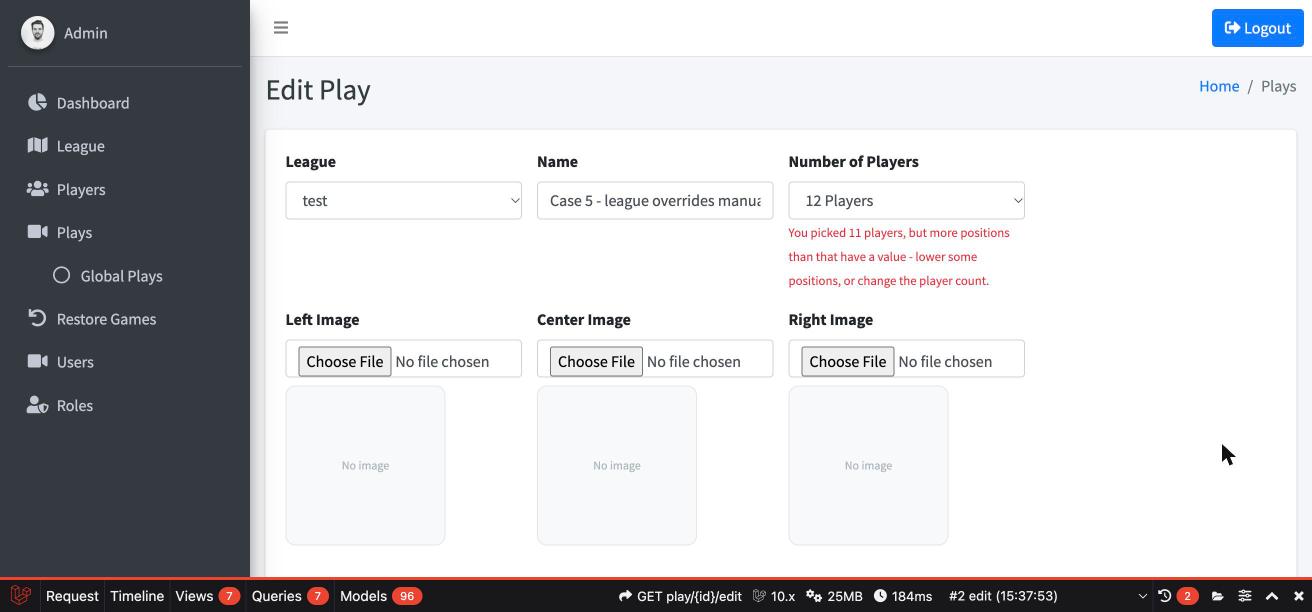 Admin
Logout
Edit Play
Home / Plays
Dashboard
League
Players
Plays
Global Plays
Restore Games
Users
Roles
League
Name
Number of Players
test
Case 5 - league overrides manua
12 Players
You picked 11 players, but more positions
than that have a value - lower some
positions, or change the player count.
Left Image
Center Image
Right Image
Choose File No file chosen
Choose File No file chosen
Choose File No file chosen
No image
No image
No image
Request Timeline Views 7 Queries 7 Models 96 GET play/{id}/edit 10.x 25MB 184ms #2 edit (15:37:53) 2